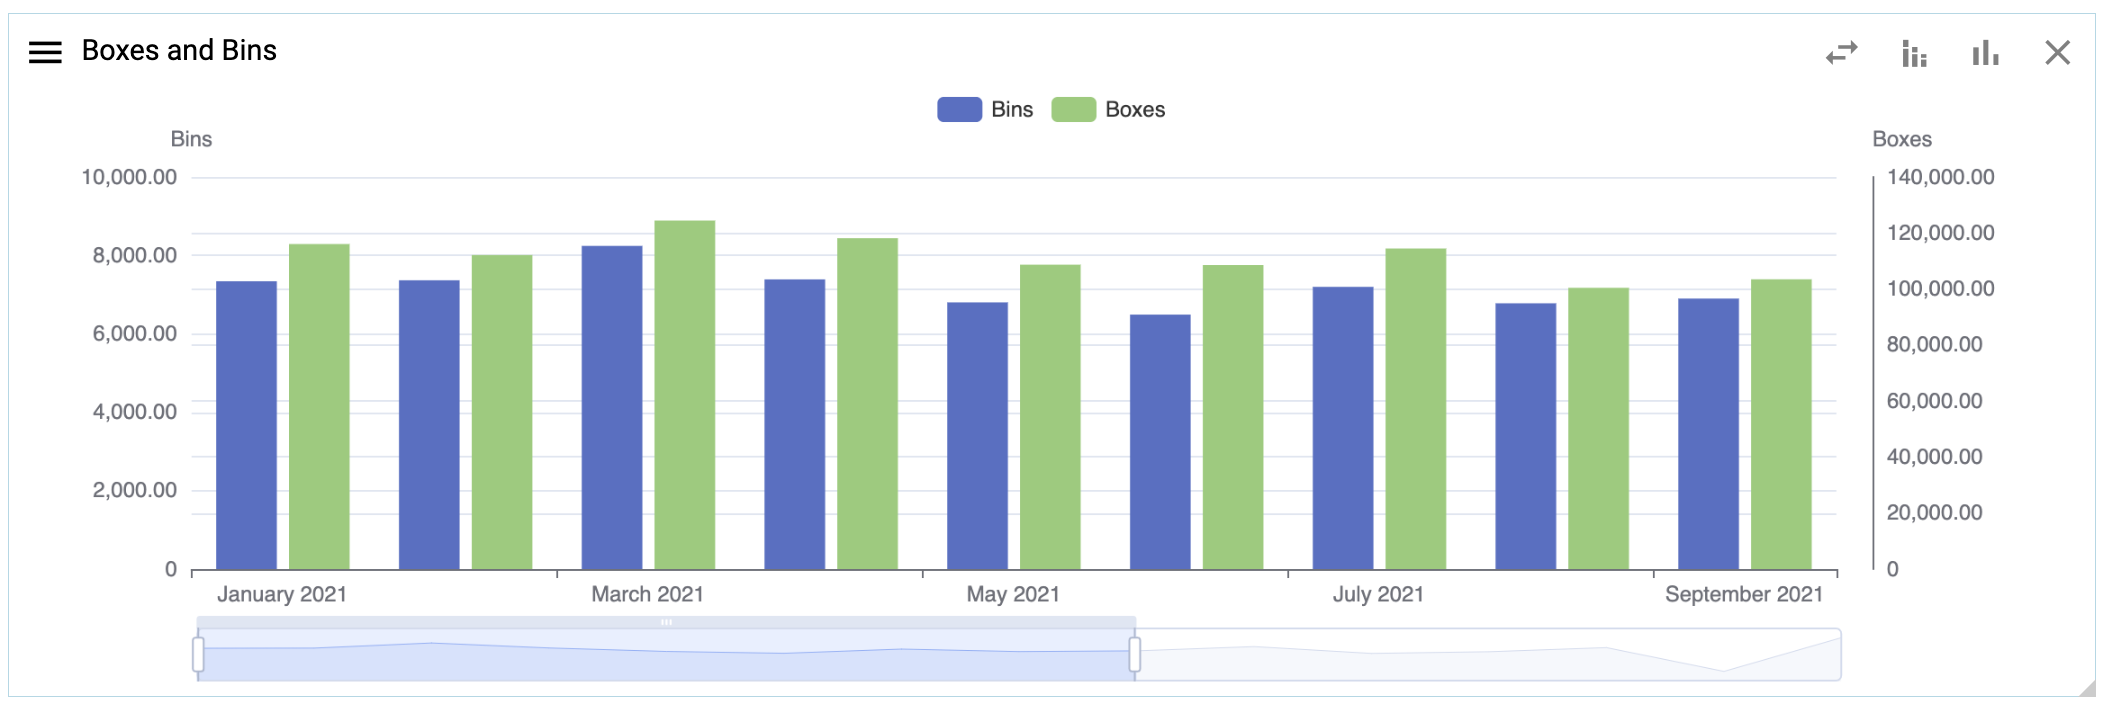 Boxes and Bins
Bins Boxes
Bins
Boxes
10,000.00
8,000.00
6,000.00
4,000.00
2,000.00
0
140,000.00
120,000.00
100,000.00
80,000.00
60,000.00
40,000.00
20,000.00
0
January 2021 March 2021 May 2021 July 2021 September 2021